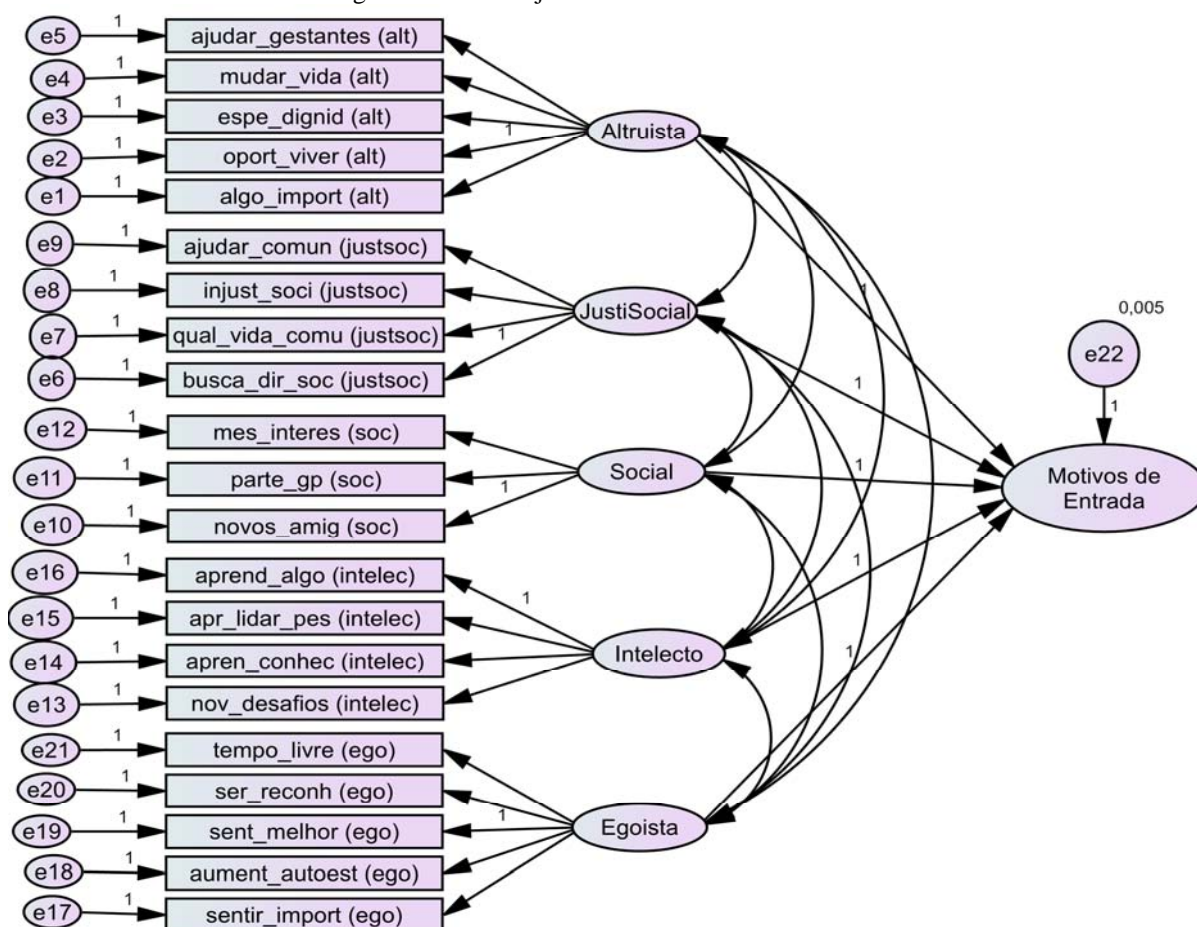 e5 1 ajudar_gestantes (alt)
e4 1 mudar_vida (alt)
e3 1 espe_dignid (alt)
e2 1 oport_viver (alt)
e1 1 algo_import (alt)
1
Altruista
e9 1 ajudar_comun (justsoc)
e8 1 injust_soci (justsoc)
e7 1 qual_vida_comu (justsoc)
e6 1 busca_dir_soc (justsoc)
1
JustiSocial
e12 1 mes_interes (soc)
e11 1 parte_gp (soc)
e10 1 novos_amig (soc)
1
Social
e16 1 aprend_algo (intelec)
e15 1 apr_lidar_pes (intelec)
e14 1 apren_conhec (intelec)
e13 1 nov_desafios (intelec)
1
Intelecto
e21 1 tempo_livre (ego)
e20 1 ser_reconh (ego)
e19 1 sent_melhor (ego)
e18 1 aument_autoest (ego)
e17 1 sentir_import (ego)
1
Egoista
1
1
1
1
1
0,005
e22
1
Motivos de
Entrada